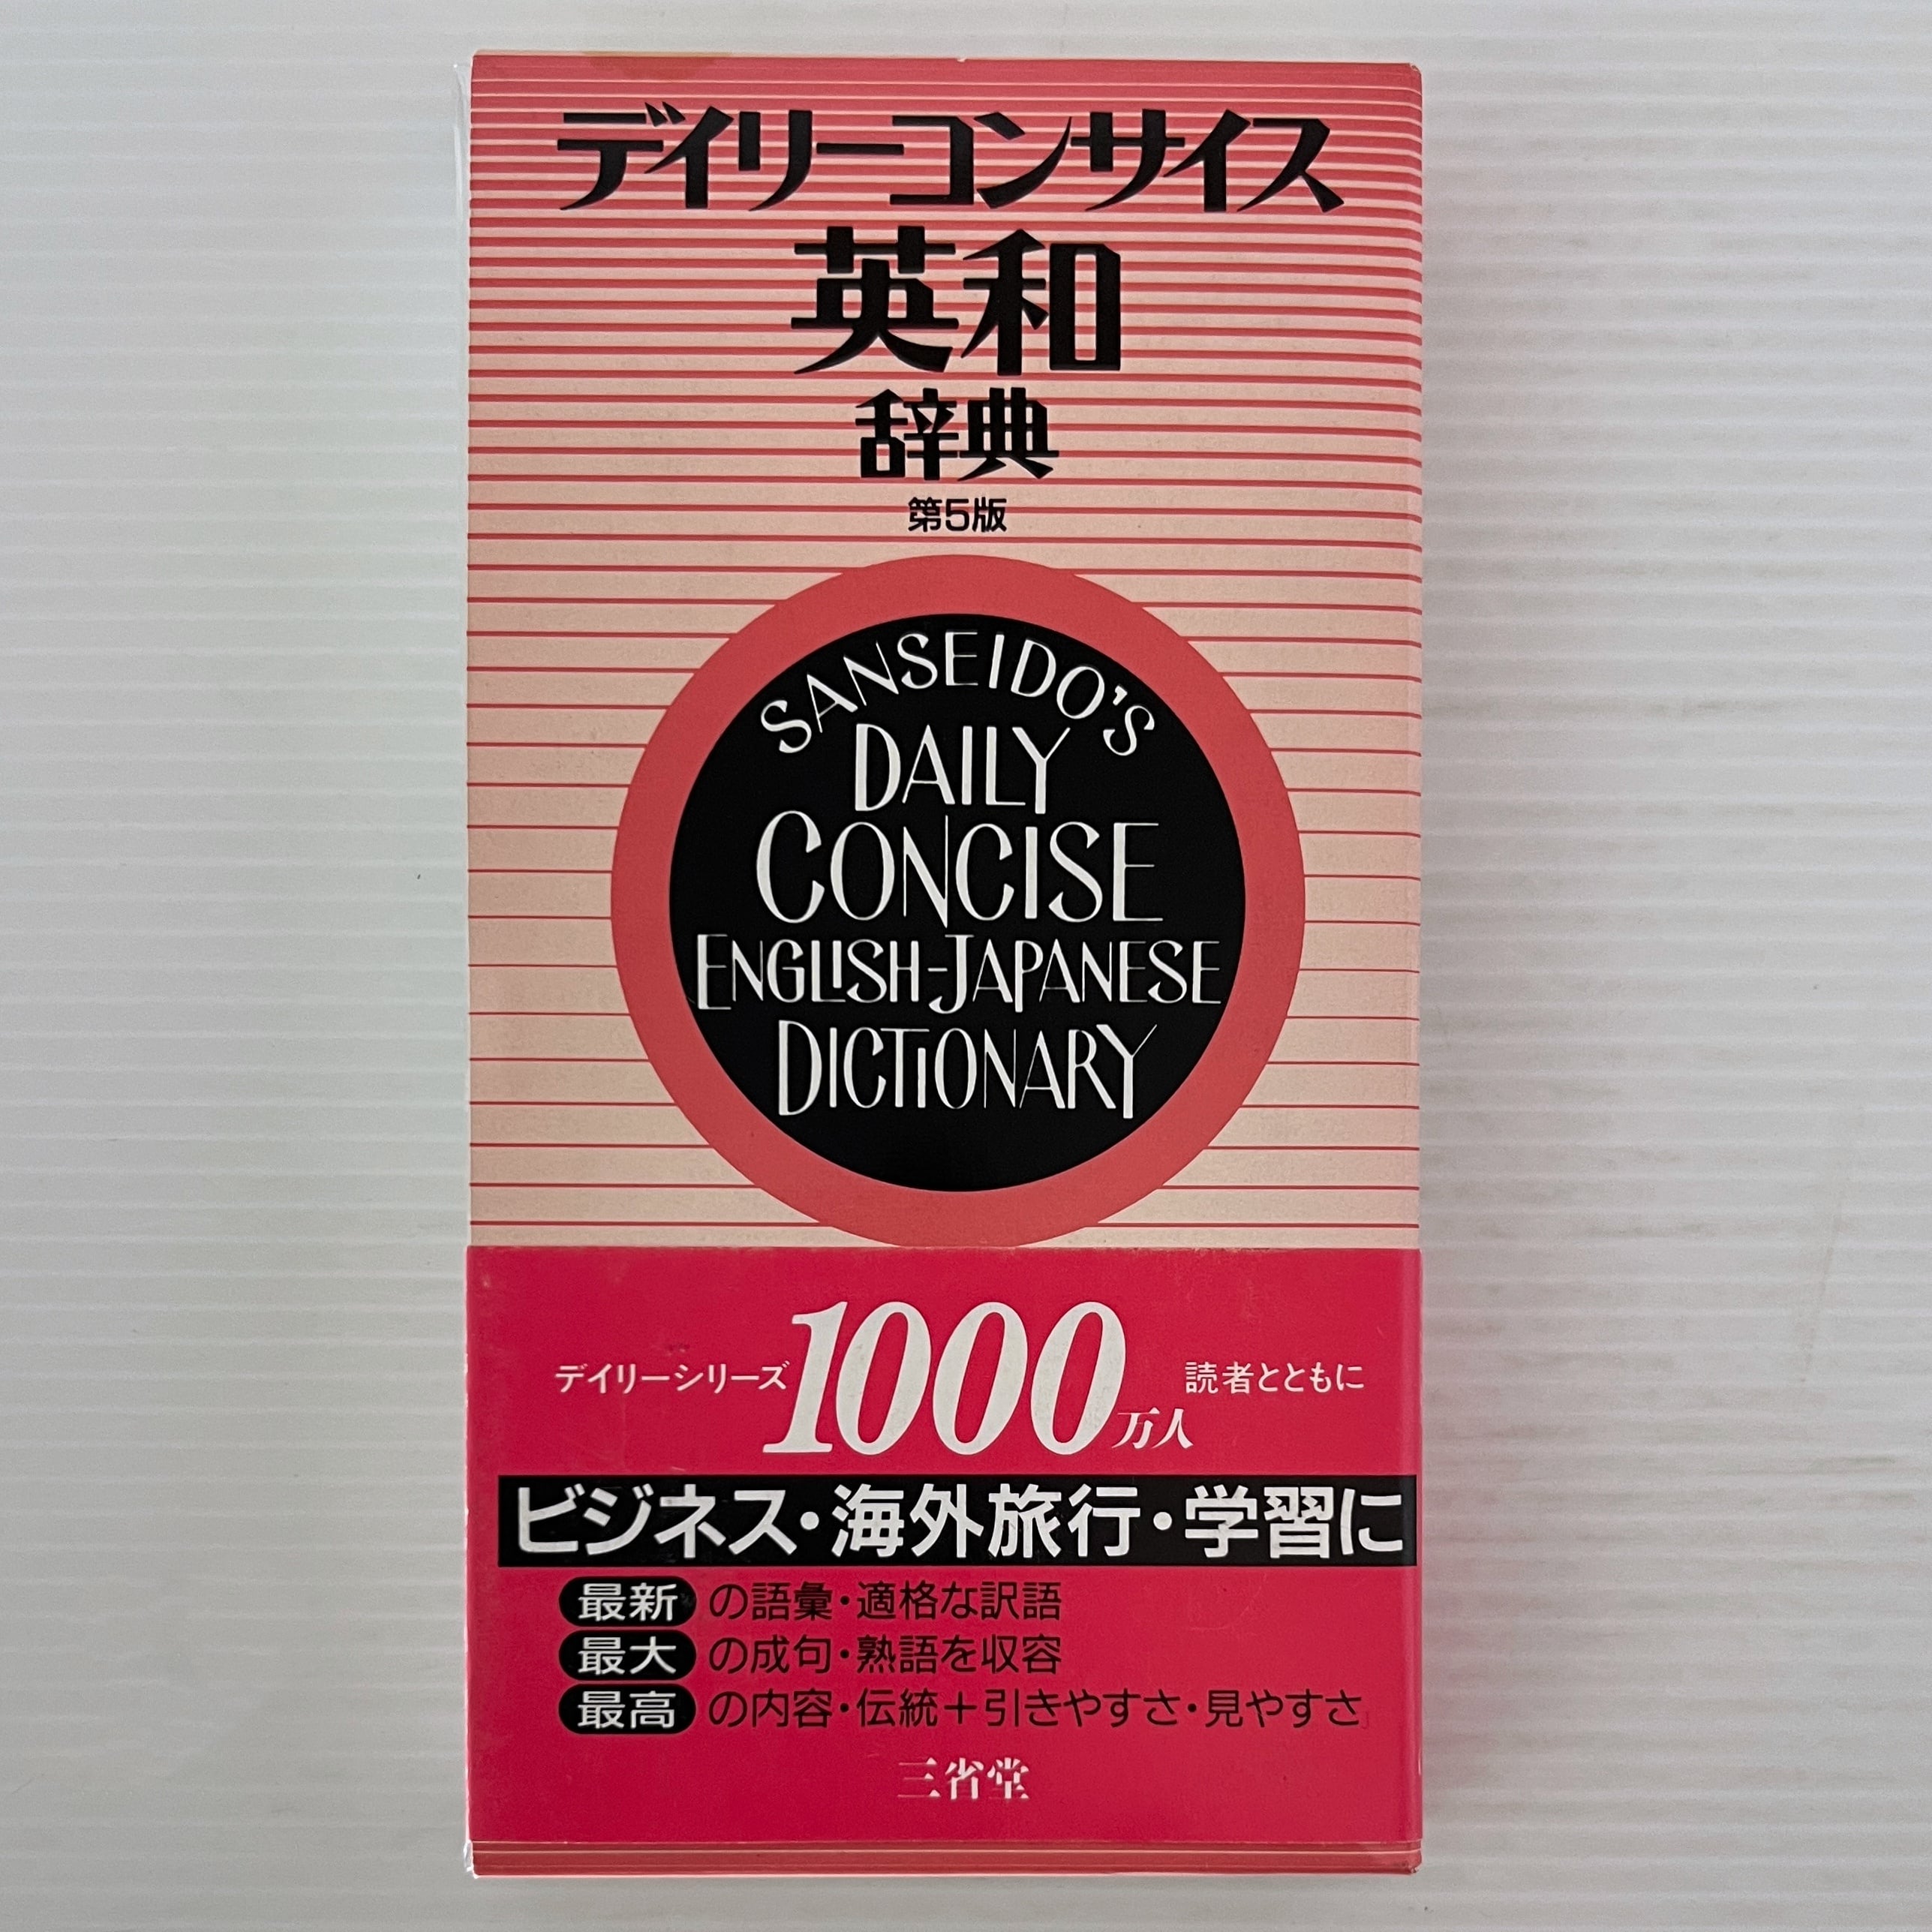 デイリーコンサイス
英和
辞典
第5版
SANSEIDO'S
DAILY
CONCISE
ENGLISH-JAPANESE
DICTIONARY
デイリーシリーズ1000万人読者とともに
ビジネス・海外旅行・学習に
最新の語彙・適格な訳語
最大の成句・熟語を収容
最高の内容・伝統+引きやすさ・見やすさ」
三省堂